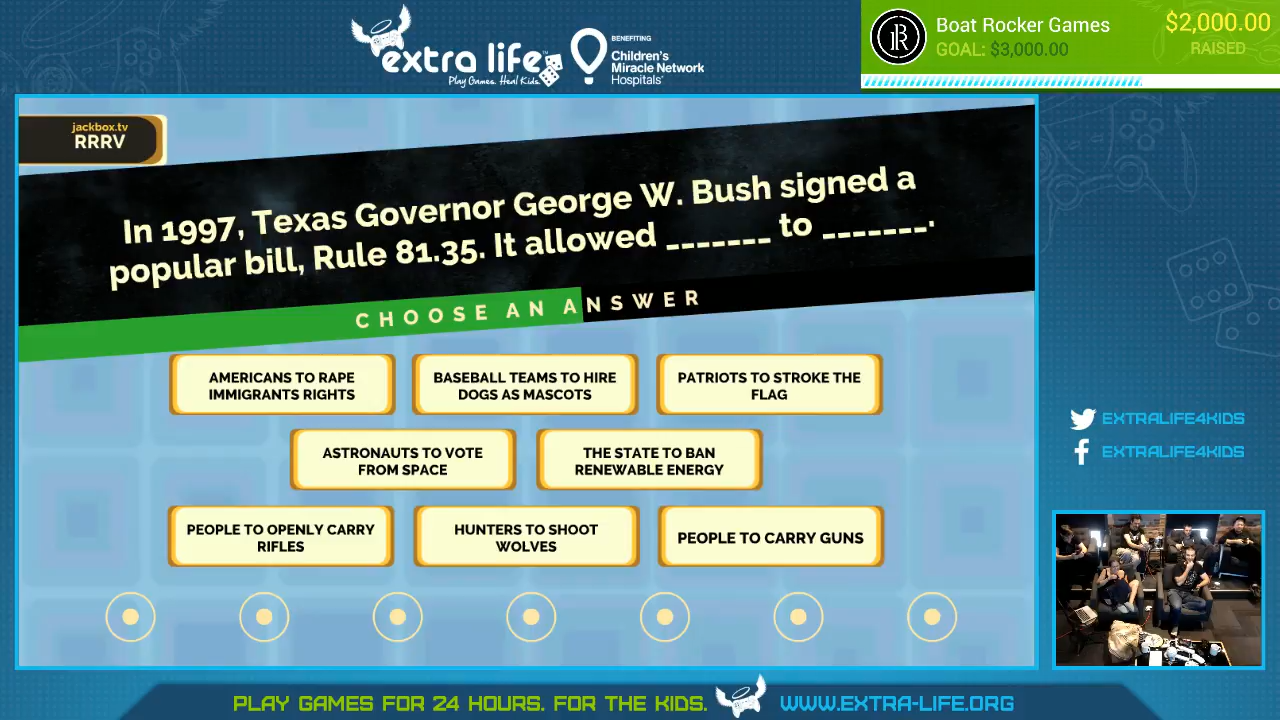 extra life
Play Games. Heal Kids.
BENEFITING
Children's
Miracle Network
Hospitals
Boat Rocker Games
GOAL: $3,000.00
$2,000.00
RAISED
jackbox.tv
RRRV
In 1997, Texas Governor George W. Bush signed a
popular bill, Rule 81.35. It allowed _______ to _______.
CHOOSE AN ANSWER
AMERICANS TO RAPE
IMMIGRANTS RIGHTS
BASEBALL TEAMS TO HIRE
DOGS AS MASCOTS
PATRIOTS TO STROKE THE
FLAG
ASTRONAUTS TO VOTE
FROM SPACE
THE STATE TO BAN
RENEWABLE ENERGY
PEOPLE TO OPENLY CARRY
RIFLES
HUNTERS TO SHOOT
WOLVES
PEOPLE TO CARRY GUNS
EXTRALIFE4KIDS
EXTRALIFE4KIDS
PLAY GAMES FOR 24 HOURS. FOR THE KIDS.
WWW.EXTRA-LIFE.ORG